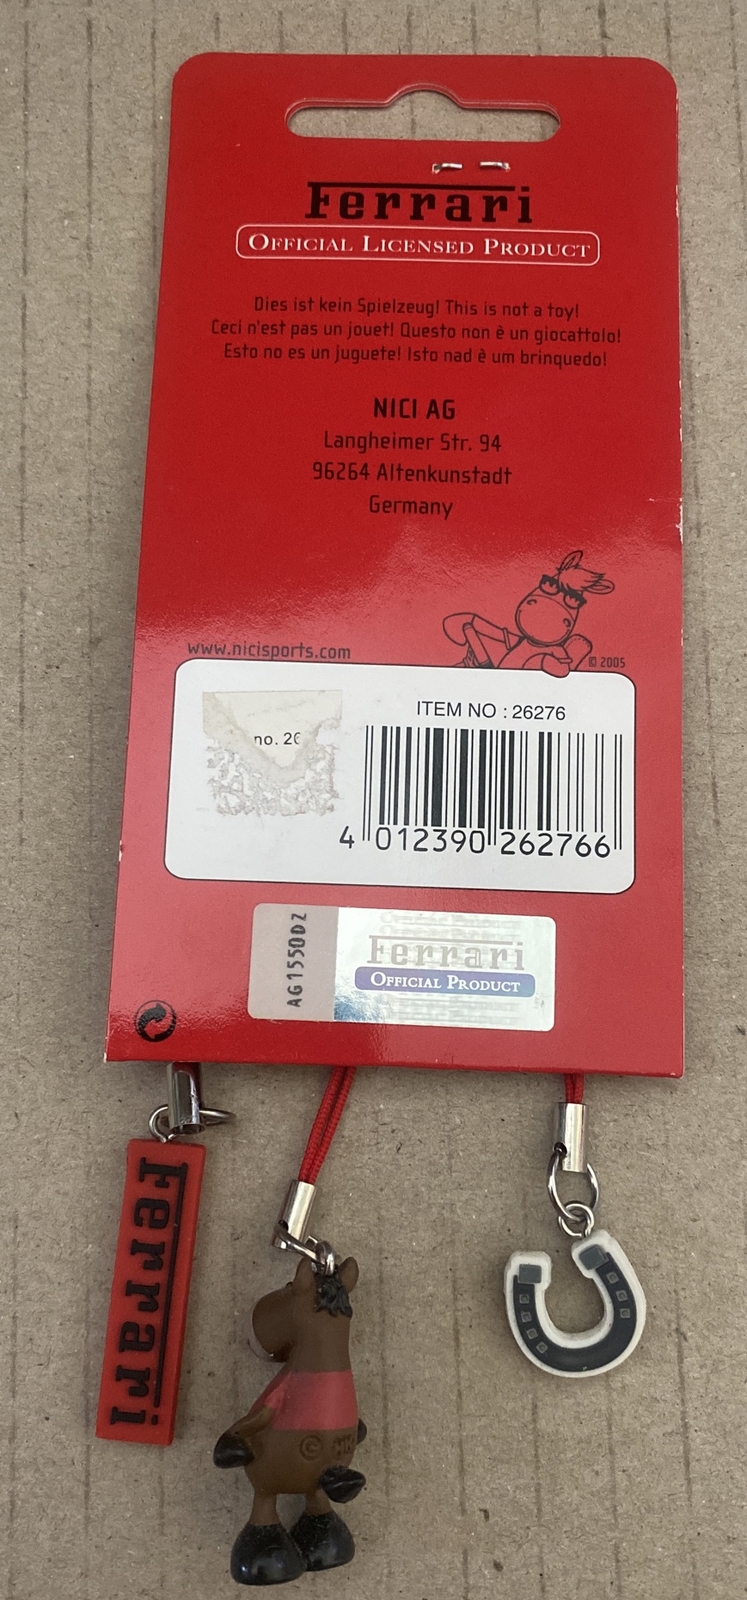 Ferrari
OFFICIAL LICENSED PRODUCT
Dies ist kein Spielzeug! This is not a toy!
Ceci n'est pas un jouet! Questo non è un giocattolo!
Esto no es un juguete! Isto nad è um brinquedo!
NICI AG
Langheimer Str. 94
96264 Altenkunstadt
Germany
www.nicisports.com
© 2005
no. 26
ITEM NO : 26276
4 012390 262766
AG1550DZ
Ferrari
OFFICIAL PRODUCT
Ferrari
©